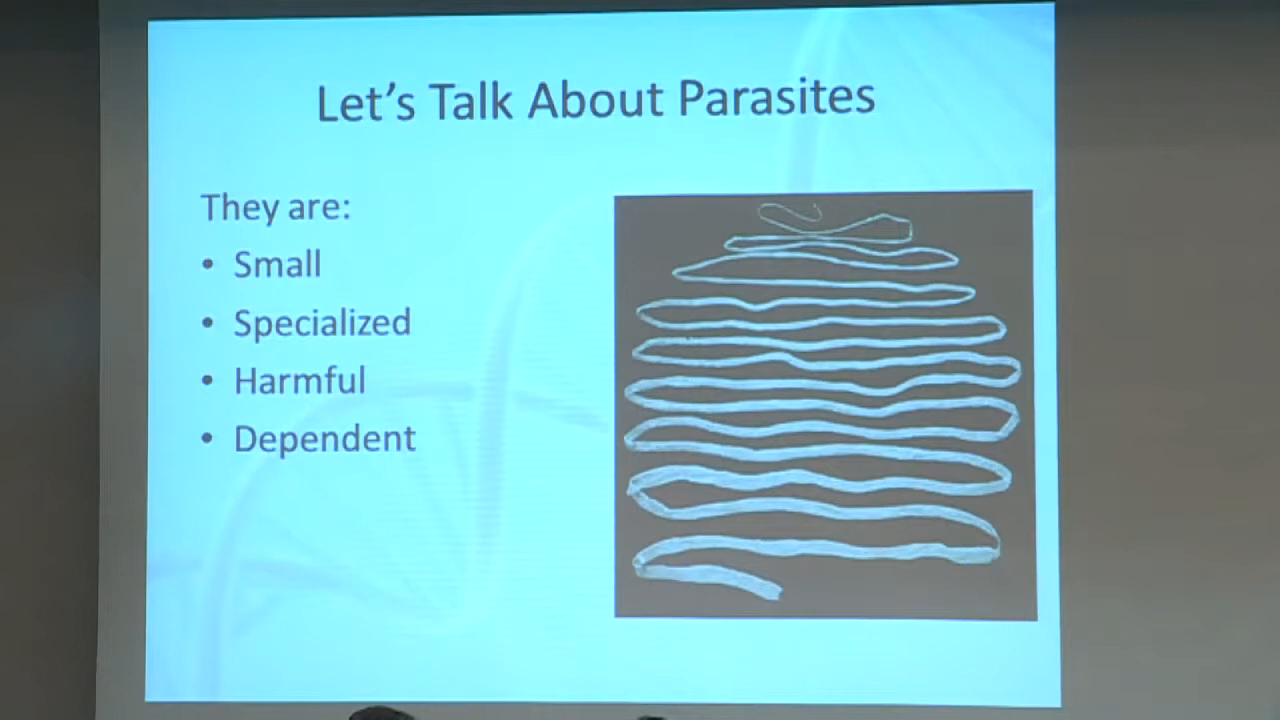 Let's Talk About Parasites
They are:
• Small
• Specialized
• Harmful
• Dependent